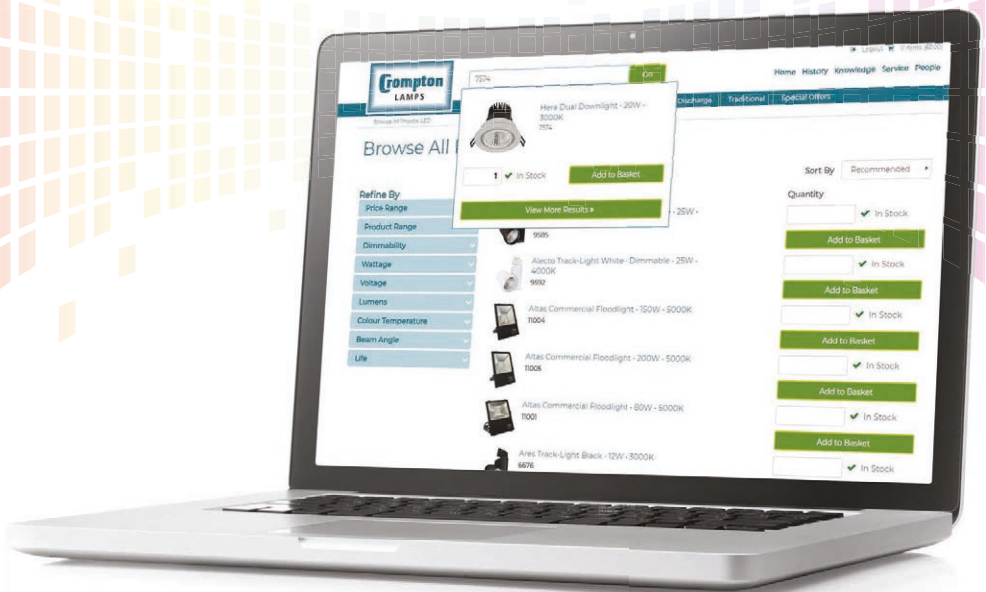 Logout 0 items (£0.00)
Crompton
LAMPS
7574
Go
Home History Knowledge Service People
Discharge Traditional Special Offers
Browse All
Hera Dual Downlight - 20W -
3000K
7574
1 In Stock Add to Basket
View More Results »
Sort By Recommended
Refine By
Price Range
Product Range
Dimmability
Wattage
Voltage
Lumens
Colour Temperature
Beam Angle
Life
Quantity
- 25W -
9585
In Stock
Add to Basket
Alecto Track-Light White - Dimmable - 25W -
4000K
9592
In Stock
Add to Basket
Altas Commercial Floodlight - 150W - 5000K
11004
In Stock
Add to Basket
Altas Commercial Floodlight - 200W - 5000K
11005
In Stock
Add to Basket
Altas Commercial Floodlight - 80W - 5000K
11001
In Stock
Add to Basket
Ares Track-Light Black - 12W - 3000K
6676
In Stock